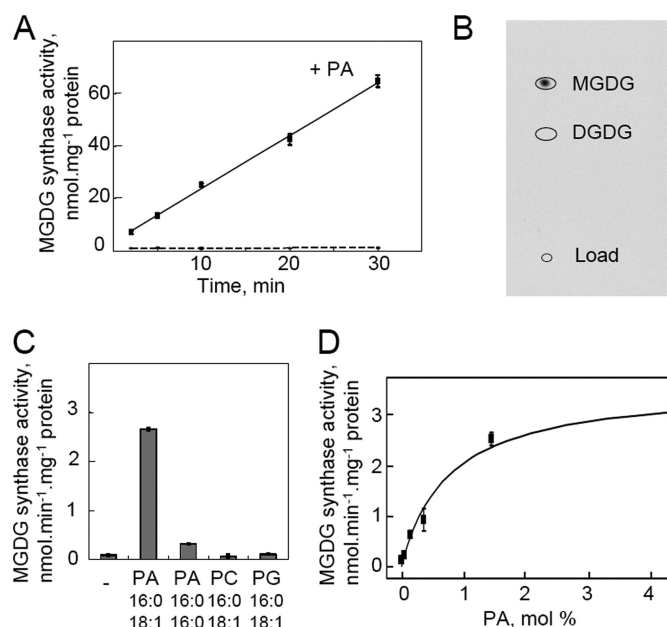 A
MGDG synthase activity,
nmol.mg-1 protein
60
40
20
0
+ PA
10
20
30
Time, min
B
MGDG
DGDG
Load
C
MGDG synthase activity,
nmol.min-1.mg-1 protein
3
2
1
0
- PA PA PC PG
16:0 16:0 16:0 16:0
18:1 16:0 18:1 18:1
D
MGDG synthase activity,
nmol.min-1.mg-1 protein
3
2
1
0
0 1 2 3 4
PA, mol %